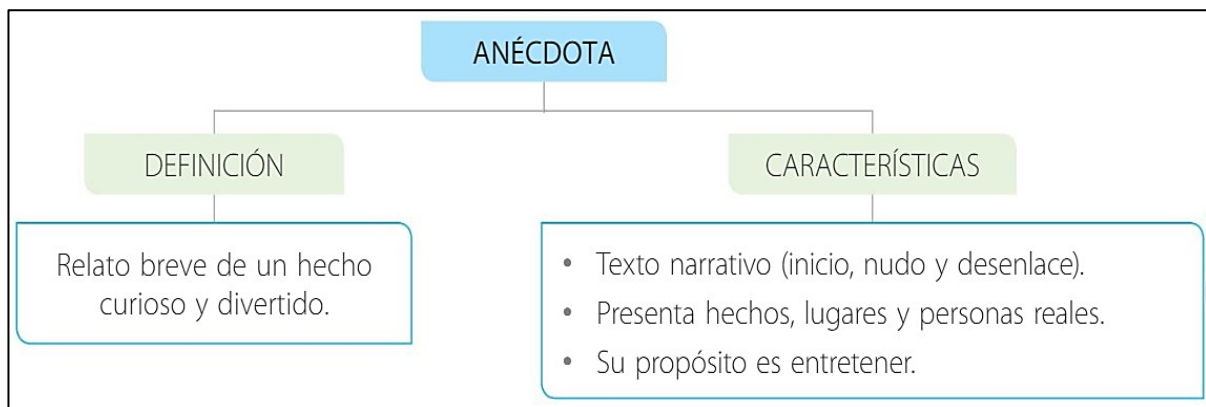 ANÉCDOTA
DEFINICIÓN
Relato breve de un hecho
curioso y divertido.
CARACTERÍSTICAS
• Texto narrativo (inicio, nudo y desenlace).
• Presenta hechos, lugares y personas reales.
• Su propósito es entretener.